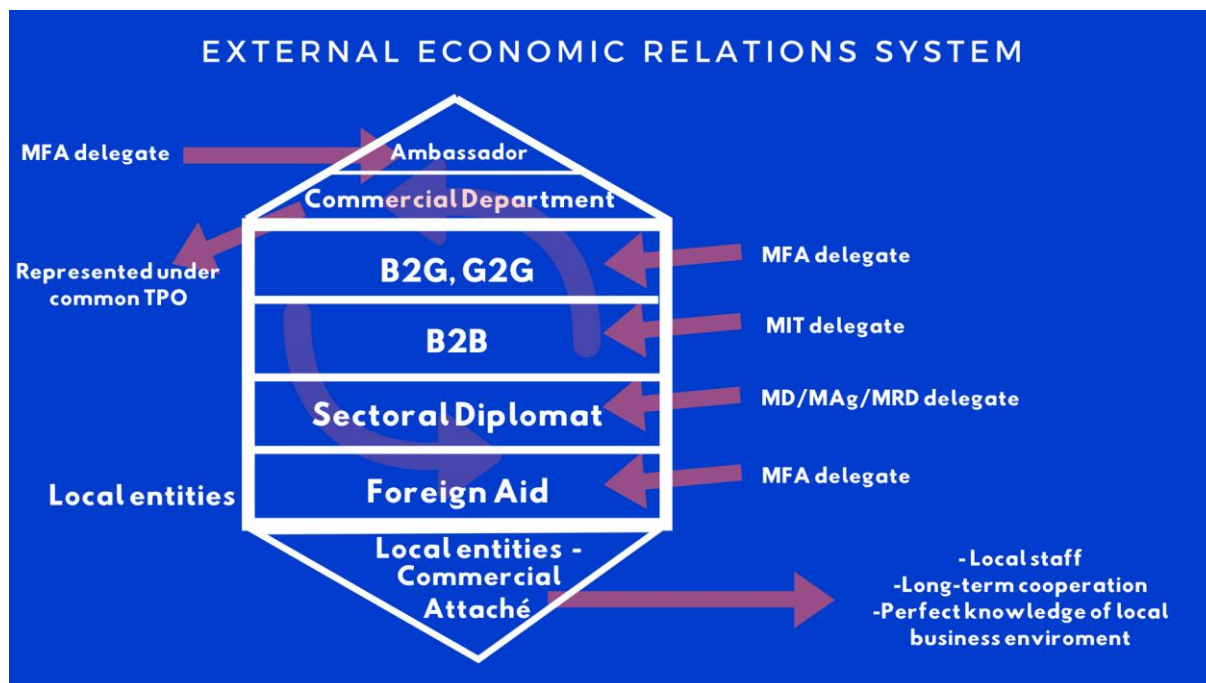 EXTERNAL ECONOMIC RELATIONS SYSTEM
MFA delegate
Ambassador
Commercial Department
Represented under
common TPO
B2G, G2G
MFA delegate
B2B
MIT delegate
Sectoral Diplomat
MD/MAg/MRD delegate
Local entities
Foreign Aid
MFA delegate
Local entities -
Commercial
Attaché
- Local staff
-Long-term cooperation
-Perfect knowledge of local
business enviroment